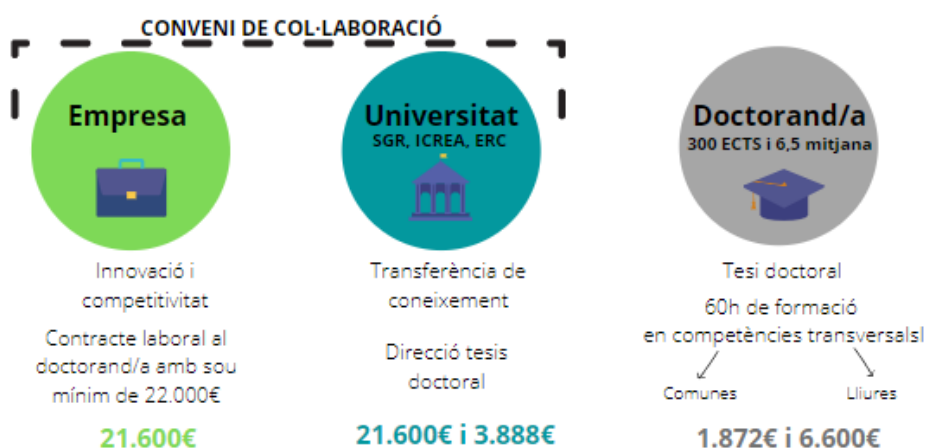 CONVENI DE COL·LABORACIÓ
Empresa
Innovació i
competitivitat
Contracte laboral al
doctorand/a amb sou
mínim de 22.000€
21.600€
Universitat
SGR, ICREA, ERC
Transferència de
coneixement
Direcció tesis
doctoral
21.600€ i 3.888€
Doctorand/a
300 ECTS i 6,5 mitjana
Tesi doctoral
60h de formació
en competències transversalsl
Comunes
Lliures
1.872€ i 6.600€